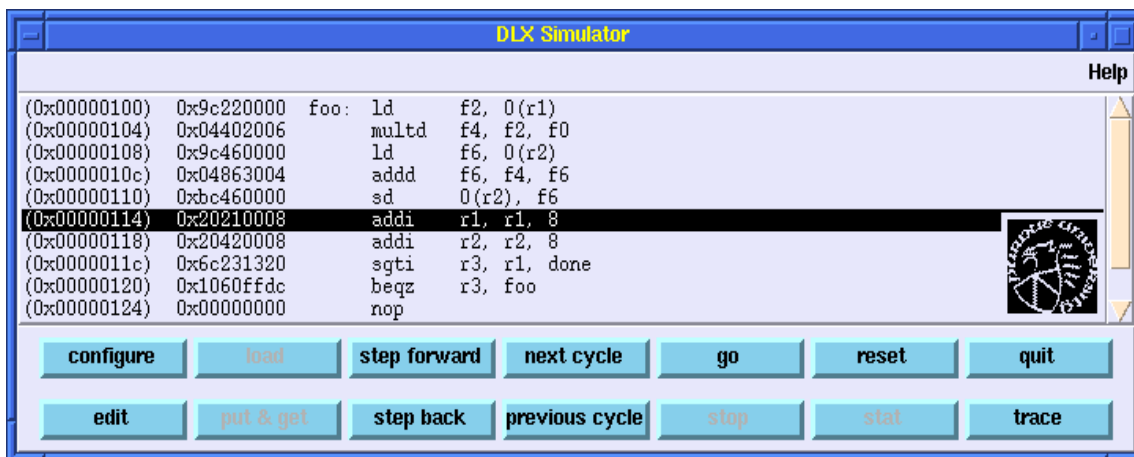 DLX Simulator
Help
(0x00000100) 0x9c220000 foo: ld f2, 0(r1)
(0x00000104) 0x04402006 multd f4, f2, f0
(0x00000108) 0x9c460000 ld f6, 0(r2)
(0x0000010c) 0x04863004 addd f6, f4, f6
(0x00000110) 0xbc460000 sd 0(r2), f6
(0x00000114) 0x20210008 addi r1, r1, 8
(0x00000118) 0x20420008 addi r2, r2, 8
(0x0000011c) 0x6c231320 sgti r3, r1, done
(0x00000120) 0x1060ffdc beqz r3, foo
(0x00000124) 0x00000000 nop
configure load step forward next cycle go reset quit
edit put & get step back previous cycle stop stat trace